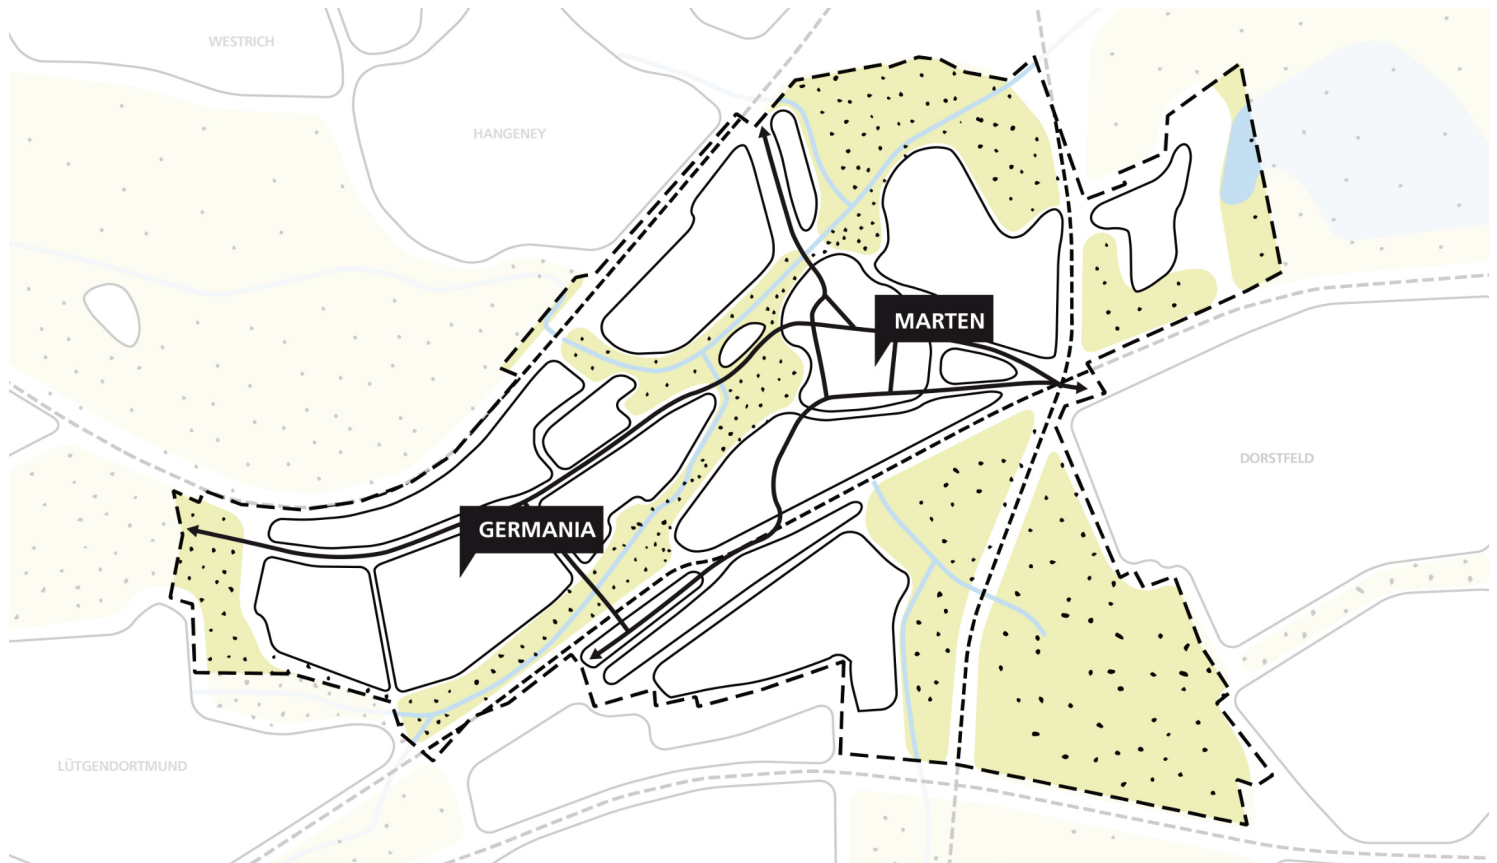 WESTRICH
HANGENEY
MARTEN
DORSTFELD
GERMANIA
LÜTGENDORTMUND